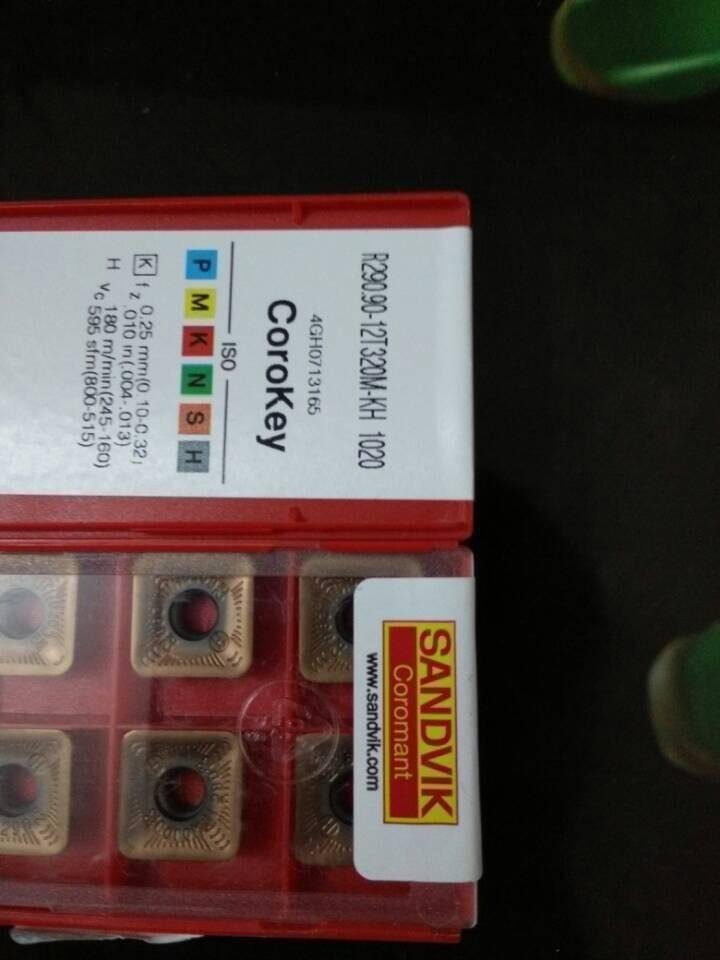 R290.90-12T320M-KH 1020
4GH0713165
CoroKey
ISO
P M K N S H
K fz 0.25 mm(0.10-0.32)
.010 in(.004-.013)
H vc 180 m/min(245-160)
595 sfm(800-515)
SANDVIK
Coromant
www.sandvik.com